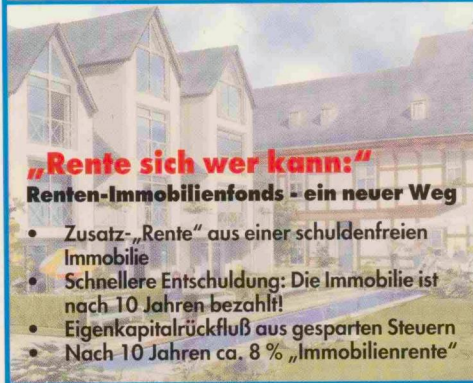 „Rente sich wer kann:“
Renten-Immobilienfonds - ein neuer Weg
• Zusatz-„Rente“ aus einer schuldenfreien
Immobilie
• Schnellere Entschuldung: Die Immobilie ist
nach 10 Jahren bezahlt!
• Eigenkapitalrückfluß aus gesparten Steuern
• Nach 10 Jahren ca. 8 % „Immobilienrente“